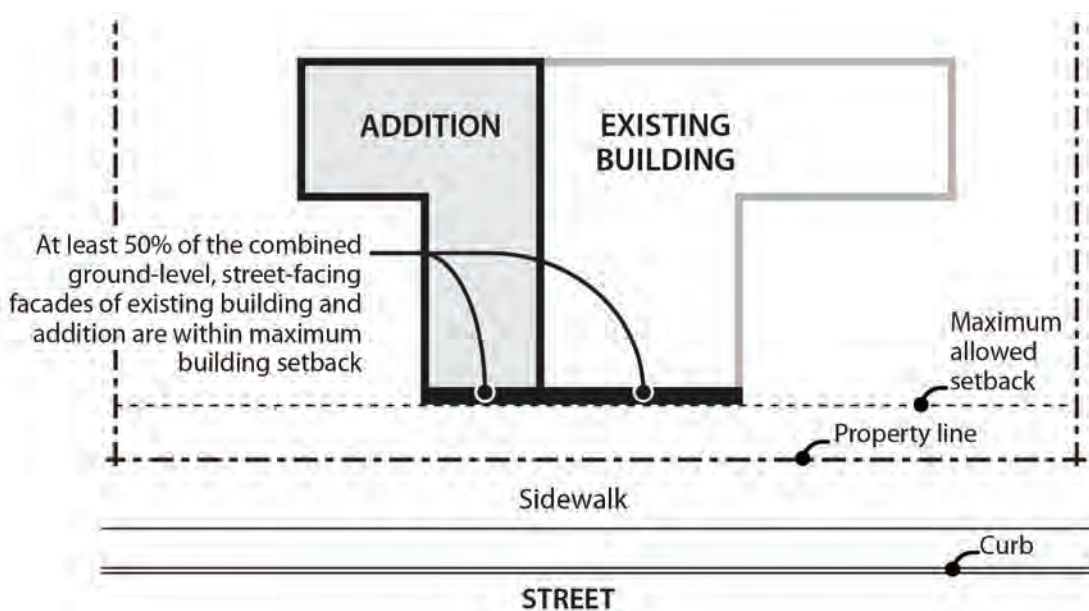 ADDITION
EXISTING
BUILDING
At least 50% of the combined
ground-level, street-facing
facades of existing building and
addition are within maximum
building setback
Maximum
allowed
setback
Property line
Sidewalk
Curb
STREET